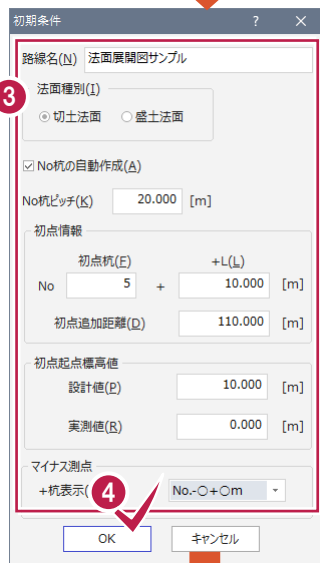 初期条件 ? ×
3
路線名(N) 法面展開図サンプル
法面種別(I)
切土法面 盛土法面
No杭の自動作成(A)
No杭ピッチ(K) 20.000 [m]
初点情報
初点杭(F) +L(L)
No 5 + 10.000 [m]
初点追加距離(D) 110.000 [m]
初点起点標高値
設計値(P) 10.000 [m]
実測値(R) 0.000 [m]
マイナス測点
+杭表示( 4 No.-○+○m
OK キャンセル